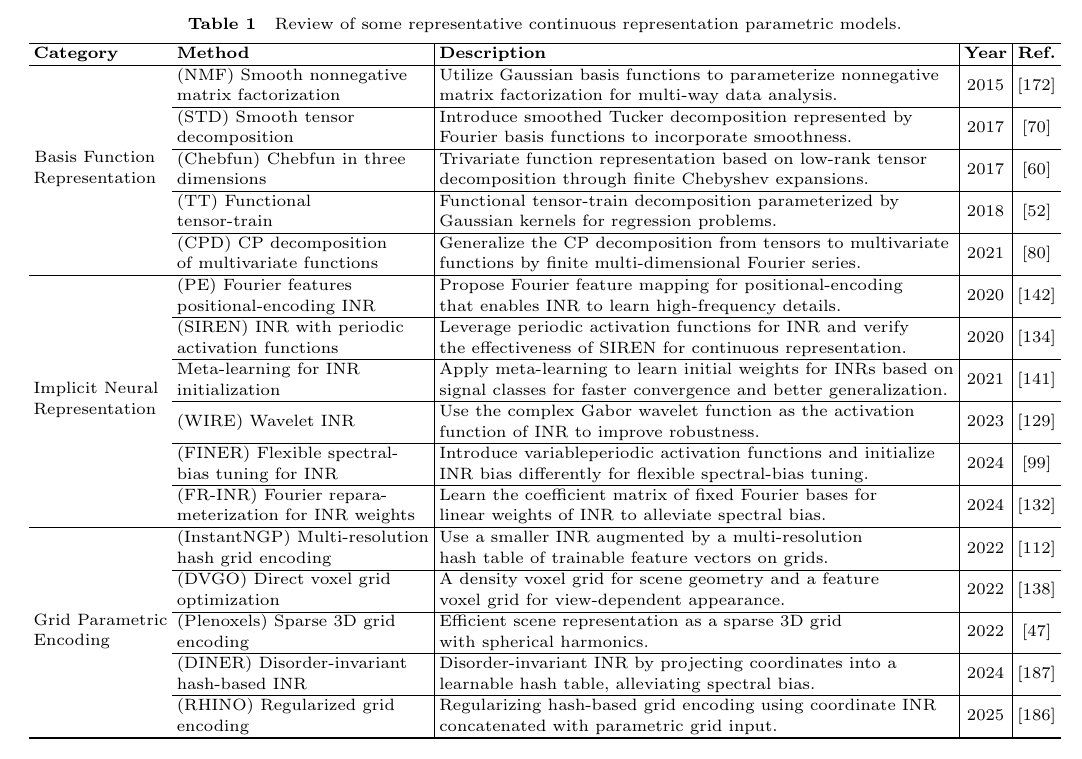 Table 1 Review of some representative continuous representation parametric models.
Category Method Description Year Ref.
Basis Function
Representation
(NMF) Smooth nonnegative
matrix factorization
Utilize Gaussian basis functions to parameterize nonnegative
matrix factorization for multi-way data analysis.
2015 [172]
(STD) Smooth tensor
decomposition
Introduce smoothed Tucker decomposition represented by
Fourier basis functions to incorporate smoothness.
2017 [70]
(Chebfun) Chebfun in three
dimensions
Trivariate function representation based on low-rank tensor
decomposition through finite Chebyshev expansions.
2017 [60]
(TT) Functional
tensor-train
Functional tensor-train decomposition parameterized by
Gaussian kernels for regression problems.
2018 [52]
(CPD) CP decomposition
of multivariate functions
Generalize the CP decomposition from tensors to multivariate
functions by finite multi-dimensional Fourier series.
2021 [80]
Implicit Neural
Representation
(PE) Fourier features
positional-encoding INR
Propose Fourier feature mapping for positional-encoding
that enables INR to learn high-frequency details.
2020 [142]
(SIREN) INR with periodic
activation functions
Leverage periodic activation functions for INR and verify
the effectiveness of SIREN for continuous representation.
2020 [134]
Meta-learning for INR
initialization
Apply meta-learning to learn initial weights for INRs based on
signal classes for faster convergence and better generalization.
2021 [141]
(WIRE) Wavelet INR
Use the complex Gabor wavelet function as the activation
function of INR to improve robustness.
2023 [129]
(FINER) Flexible spectral-
bias tuning for INR
Introduce variableperiodic activation functions and initialize
INR bias differently for flexible spectral-bias tuning.
2024 [99]
(FR-INR) Fourier repara-
meterization for INR weights
Learn the coefficient matrix of fixed Fourier bases for
linear weights of INR to alleviate spectral bias.
2024 [132]
Grid Parametric
Encoding
(InstantNGP) Multi-resolution
hash grid encoding
Use a smaller INR augmented by a multi-resolution
hash table of trainable feature vectors on grids.
2022 [112]
(DVGO) Direct voxel grid
optimization
A density voxel grid for scene geometry and a feature
voxel grid for view-dependent appearance.
2022 [138]
(Plenoxels) Sparse 3D grid
encoding
Efficient scene representation as a sparse 3D grid
with spherical harmonics.
2022 [47]
(DINER) Disorder-invariant
hash-based INR
Disorder-invariant INR by projecting coordinates into a
learnable hash table, alleviating spectral bias.
2024 [187]
(RHINO) Regularized grid
encoding
Regularizing hash-based grid encoding using coordinate INR
concatenated with parametric grid input.
2025 [186]